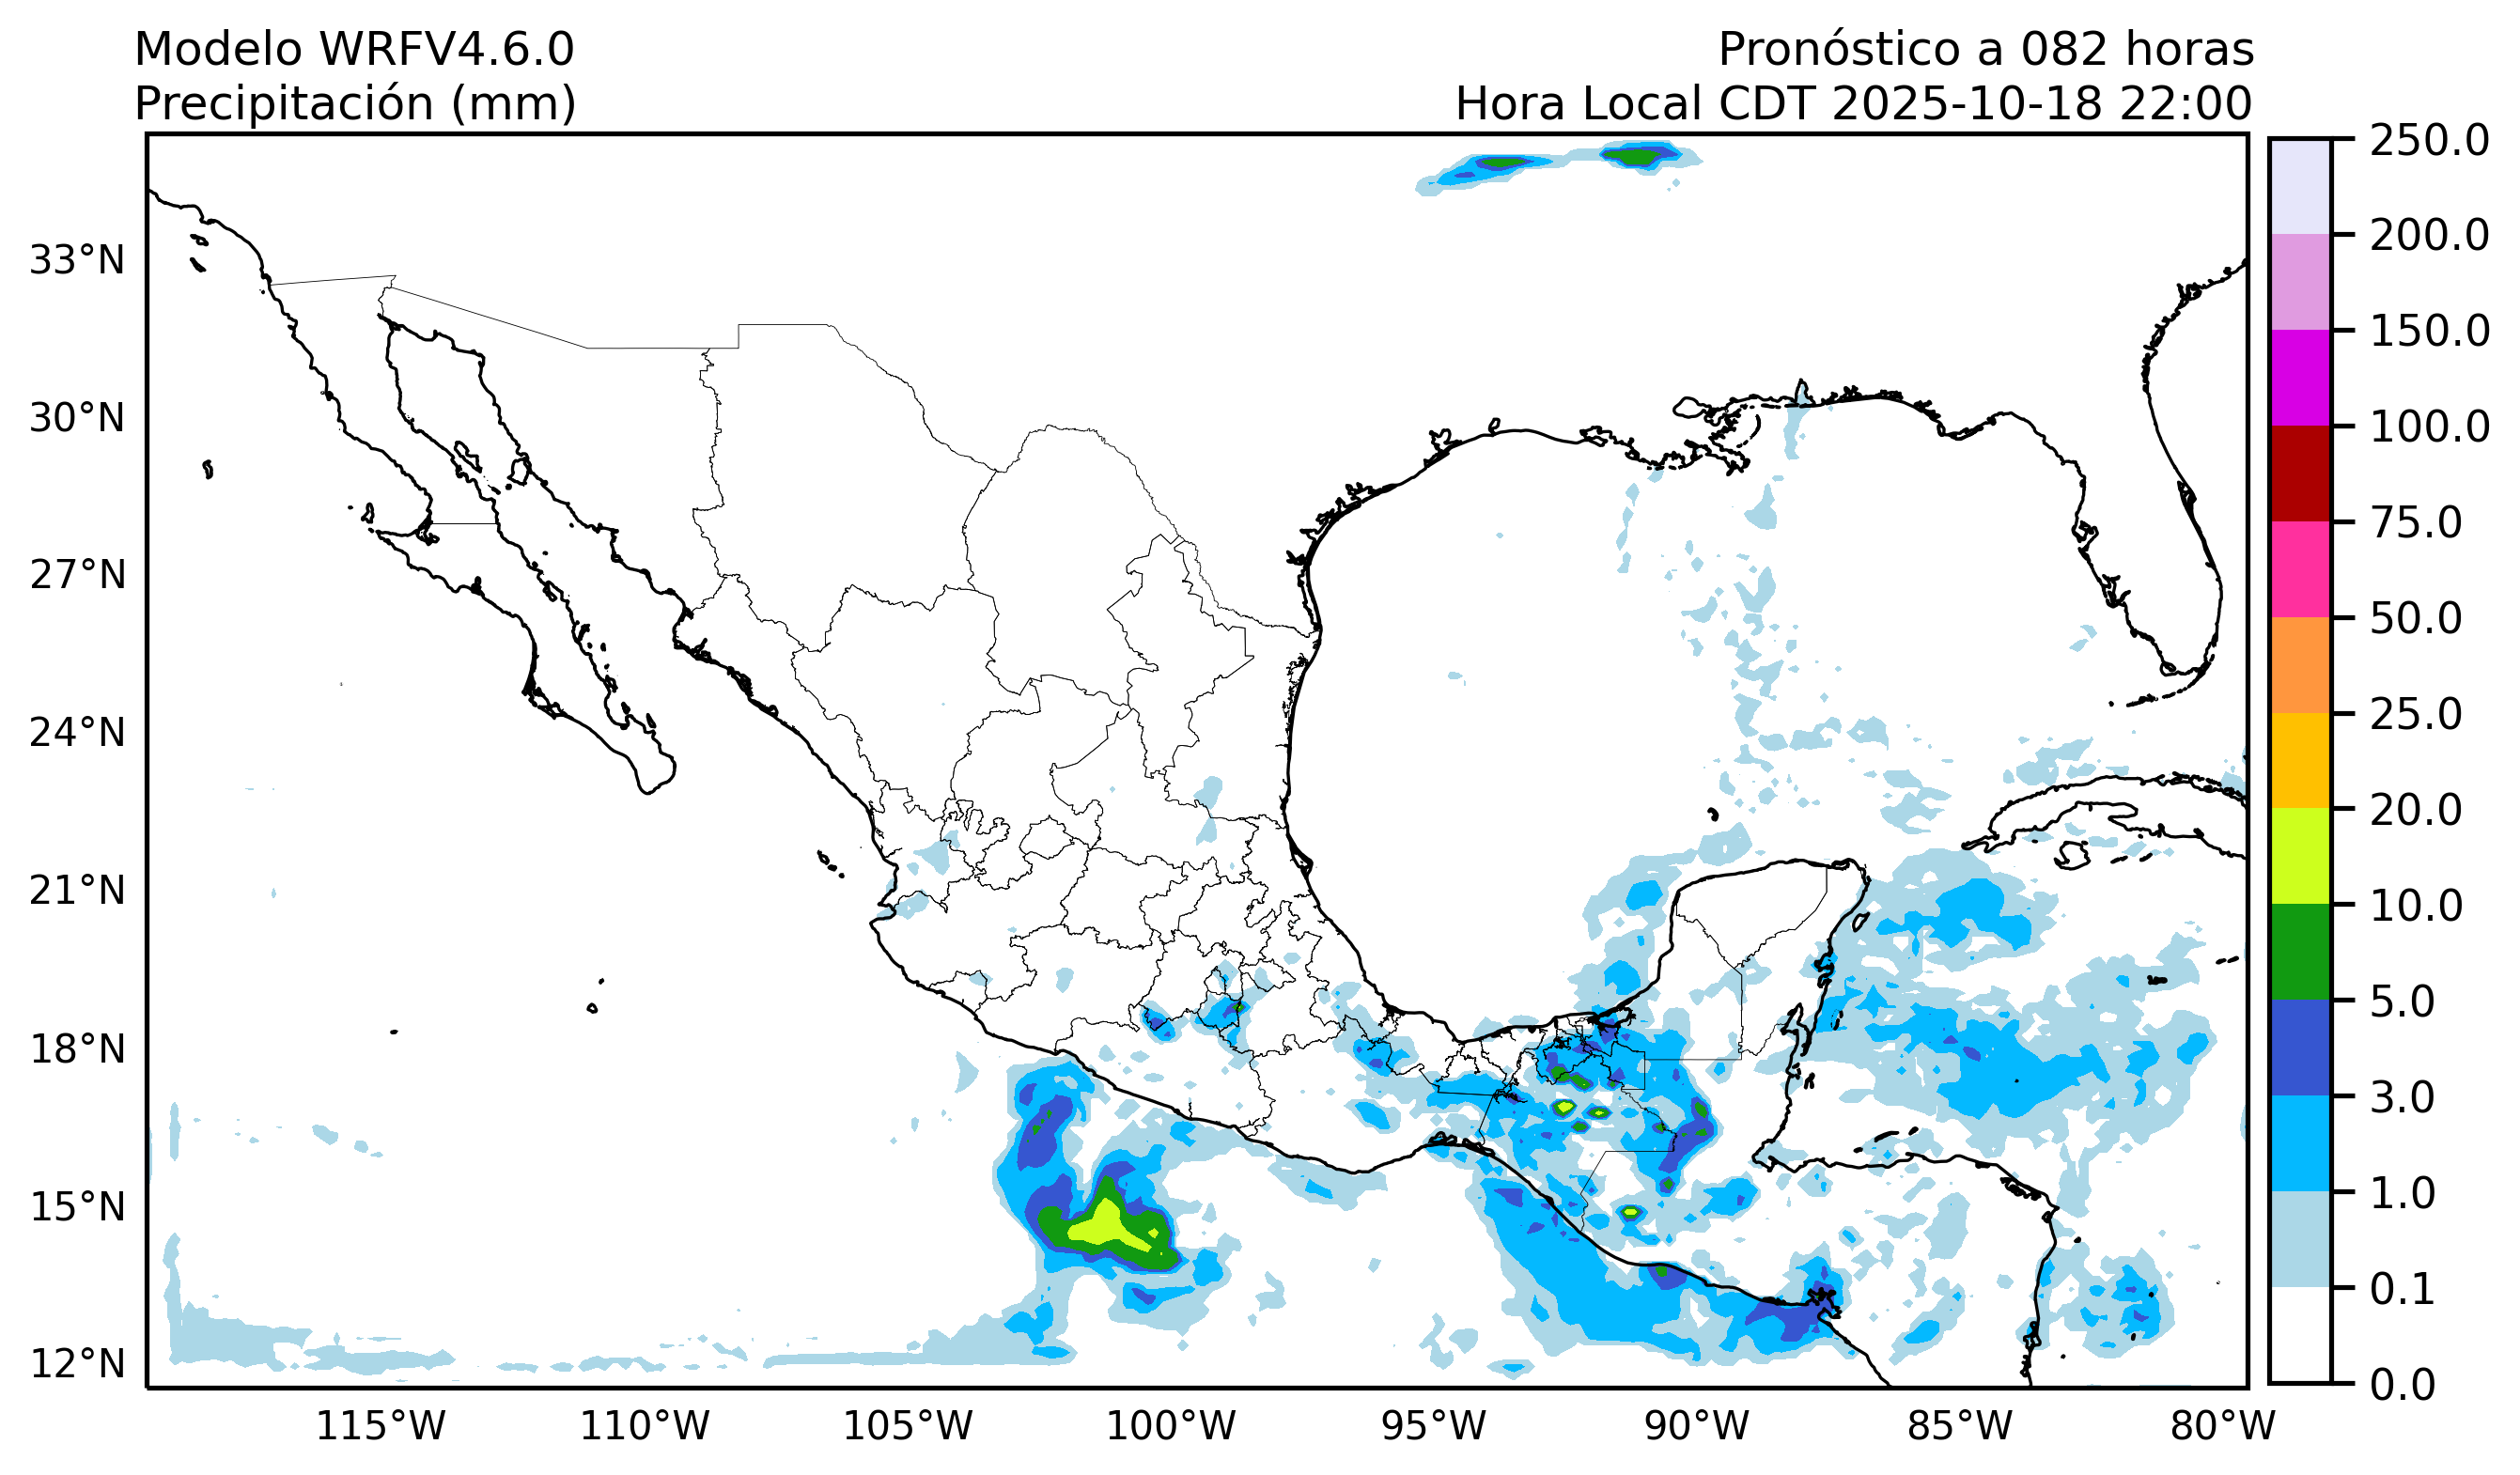 Modelo WRFV4.6.0
Precipitación (mm)
Pronóstico a 082 horas
Hora Local CDT 2025-10-18 22:00
33°N
30°N
27°N
24°N
21°N
18°N
15°N
12°N
115°W
110°W
105°W
100°W
95°W
90°W
85°W
80°W
250.0
200.0
150.0
100.0
75.0
50.0
25.0
20.0
10.0
5.0
3.0
1.0
0.1
0.0